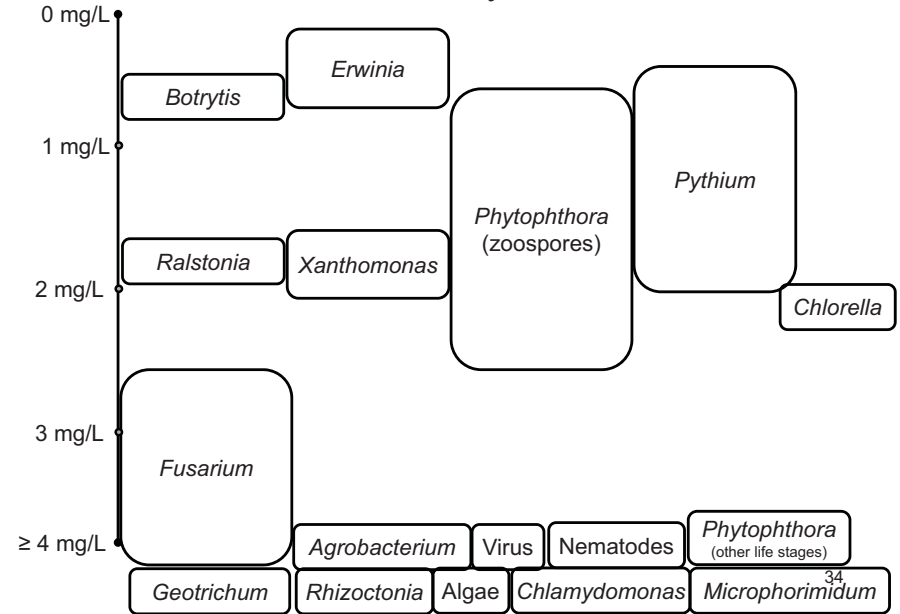 0 mg/L
Erwinia
Botrytis
1 mg/L
Pythium
Phytophthora
(zoospores)
Ralstonia
Xanthomonas
2 mg/L
Chlorella
3 mg/L
Fusarium
≥ 4 mg/L
Agrobacterium
Virus
Nematodes
Phytophthora
(other life stages)
Geotrichum
Rhizoctonia
Algae
Chlamydomonas
Microphorimidum
34